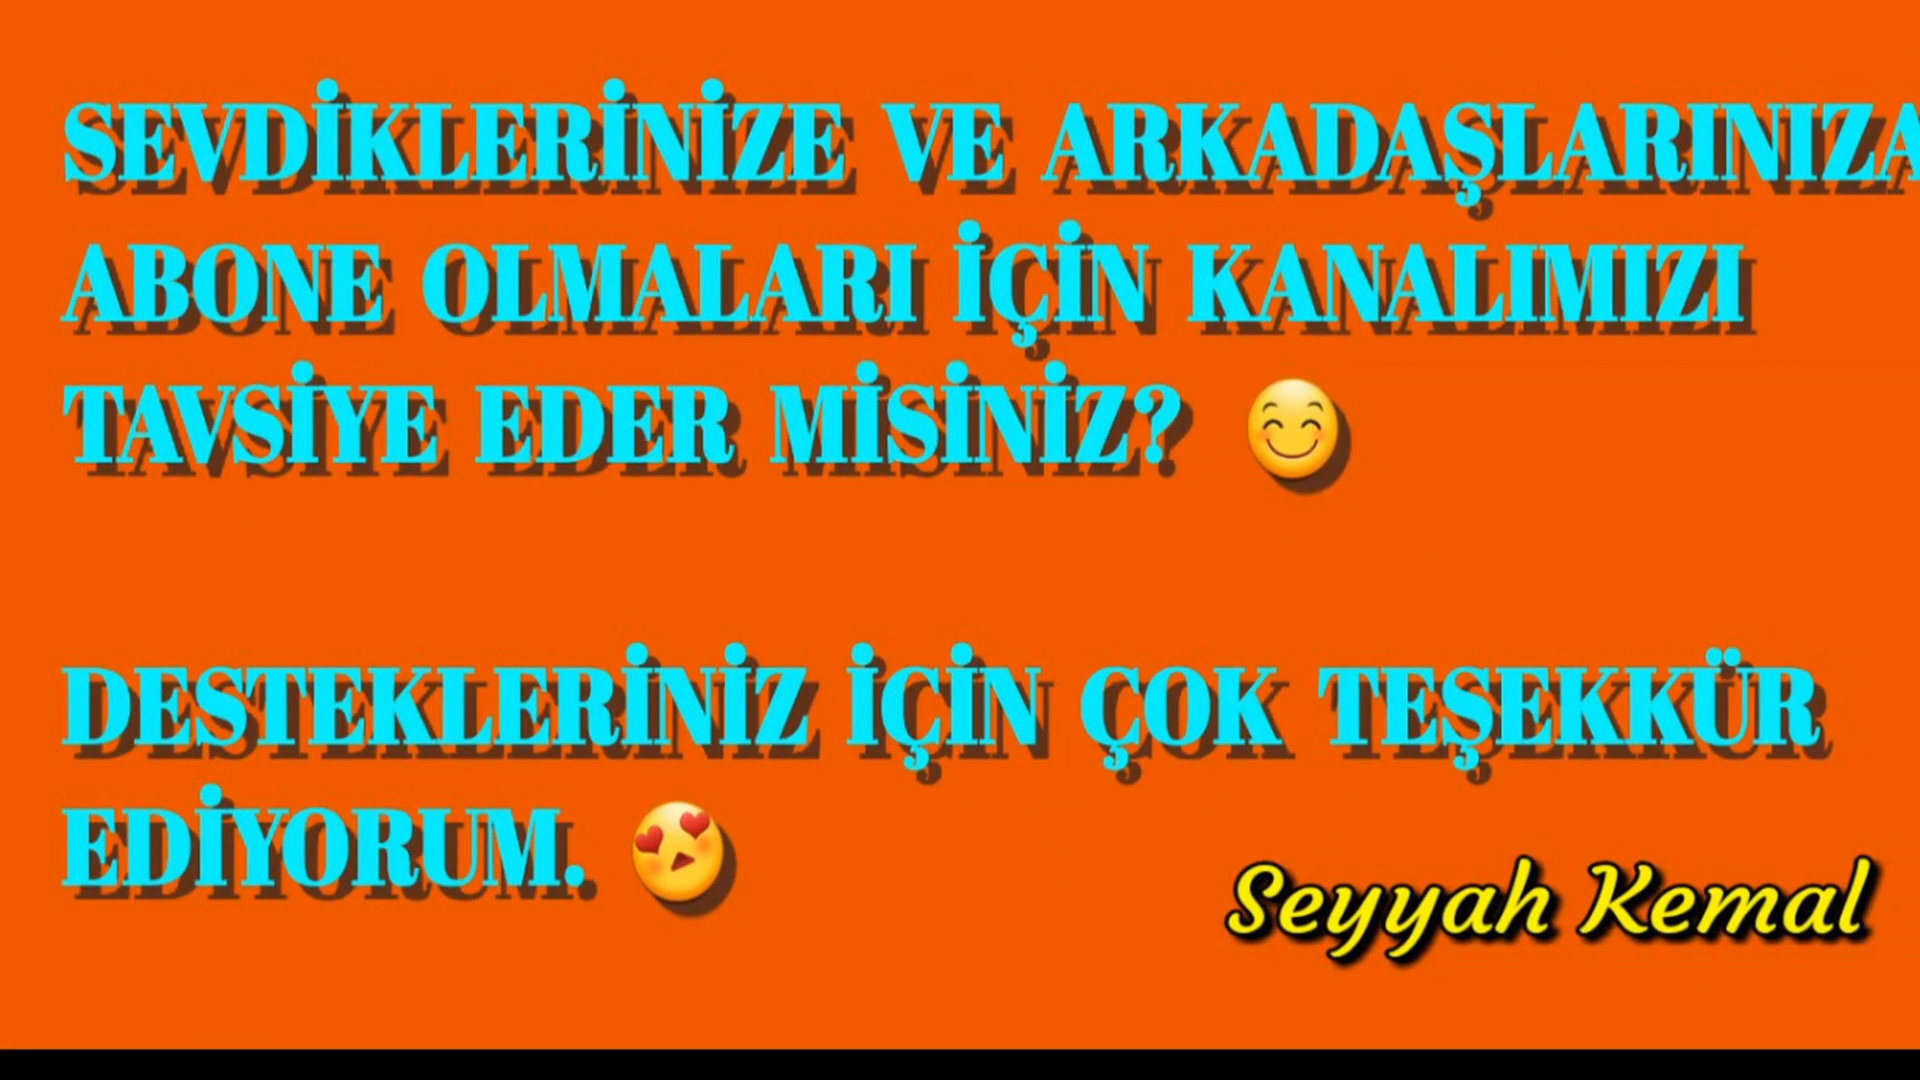 SEVDİKLERİNİZE VE ARKADAŞLARINIZA
ABONE OLMALARI İÇİN KANALIMIZI
TAVSİYE EDER MİSİNİZ? 😊
DESTEKLERİNİZ İÇİN ÇOK TEŞEKKÜR
EDİYORUM. 😍
Seyyah Kemal